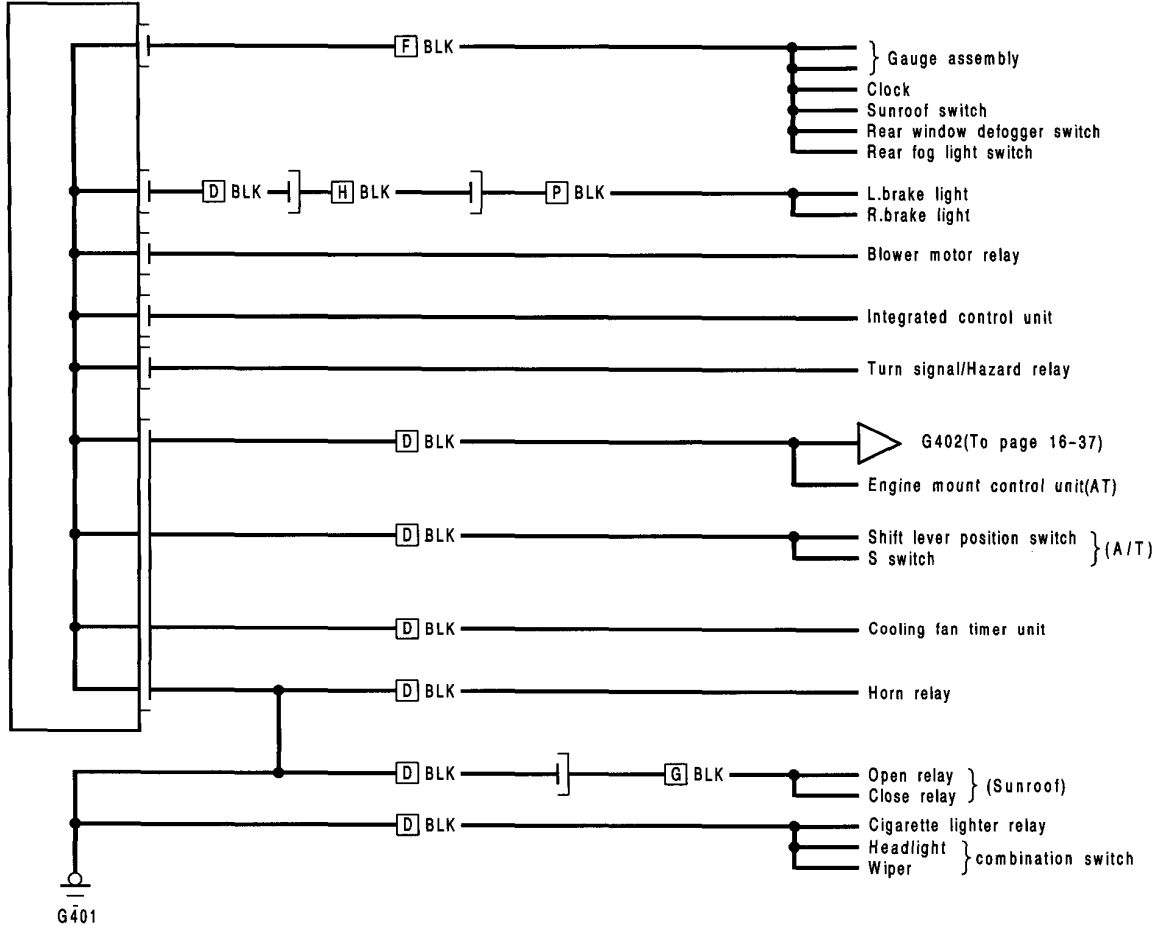 F BLK
Gauge assembly
Clock
Sunroof switch
Rear window defogger switch
Rear fog light switch
D BLK H BLK P BLK L.brake light
R.brake light
Blower motor relay
Integrated control unit
Turn signal/Hazard relay
D BLK G402(To page 16-37)
Engine mount control unit(AT)
D BLK Shift lever position switch
S switch
(A/T)
D BLK Cooling fan timer unit
D BLK Horn relay
D BLK G BLK Open relay
Close relay
(Sunroof)
D BLK Cigarette lighter relay
Headlight
Wiper
combination switch
G401